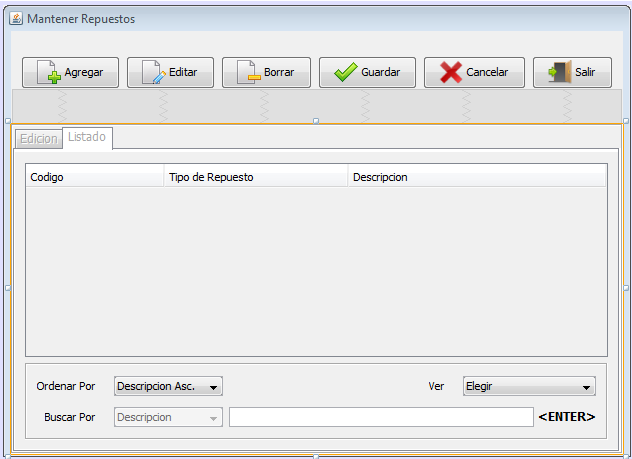 Mantener Repuestos
Agregar Editar Borrar Guardar Cancelar Salir
Edicion Listado
Codigo Tipo de Repuesto Descripcion
Ordenar Por Descripcion Asc. Ver Elegir
Buscar Por Descripcion <ENTER>